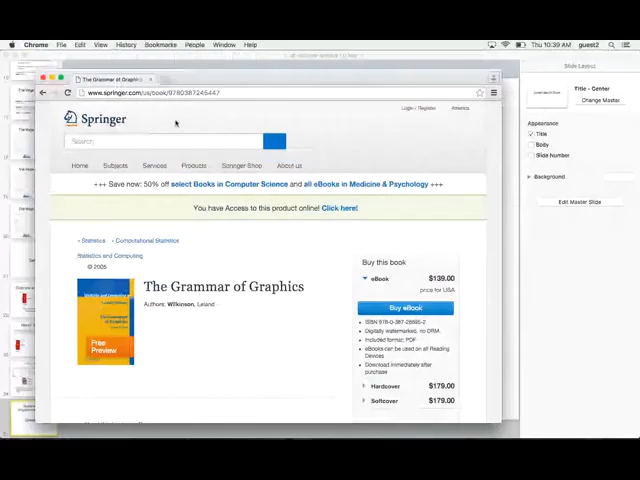 Chrome File Edit View History Bookmarks People Window Help
Thu 10:39 AM guest2
The Grammar of Graphics
www.springer.com/us/book/9780387245447
Springer
Login / Register
America
Search
Home Subjects Services Products Springer Shop About us
+++ Save now: 50% off select Books in Computer Science and all eBooks in Medicine & Psychology +++
You have Access to this product online! Click here!
» Statistics » Computational Statistics
Statistics and Computing
© 2005
The Grammar of Graphics
Authors: Wilkinson, Leland
Free
Preview
Buy this book
eBook $139.00
price for USA
Buy eBook
Digitally watermarked, no DRM
Included format: PDF
eBooks can be used on all Reading
Devices
Download immediately after
purchase
Hardcover $179.00
Softcover $179.00
Slide Layout
Title - Center
Change Master
Appearance
Title
Body
Slide Number
Background
Edit Master Slide